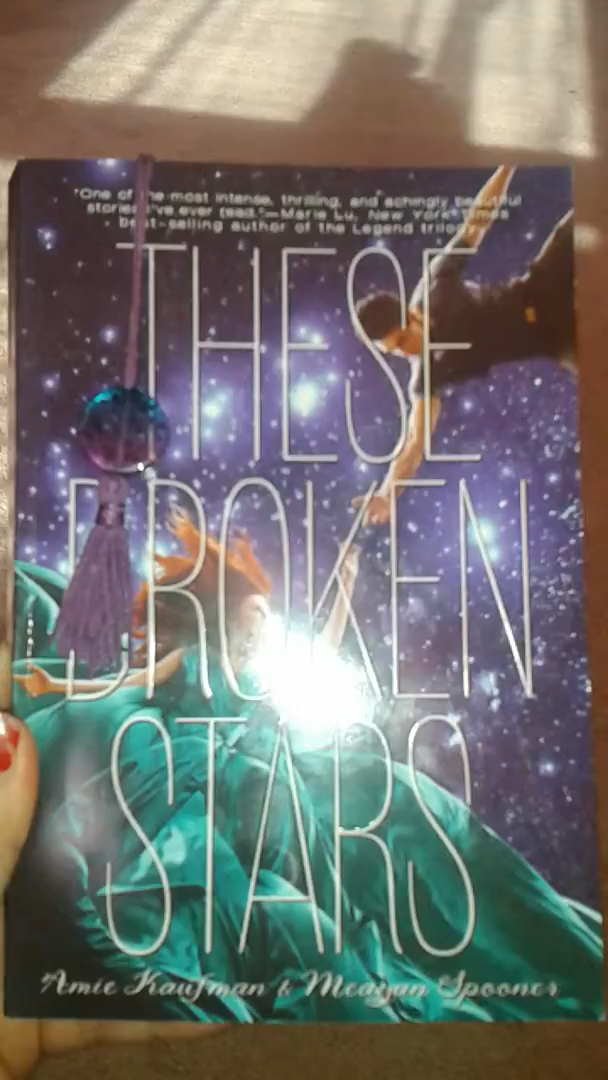 "One of the most intense, thrilling, and achingly beautiful
stories I've ever read."—Marie Lu, New York Times
best-selling author of the Legend trilogy
THESE
BROKEN
STARS
Amie Kaufman & Meagan Spooner